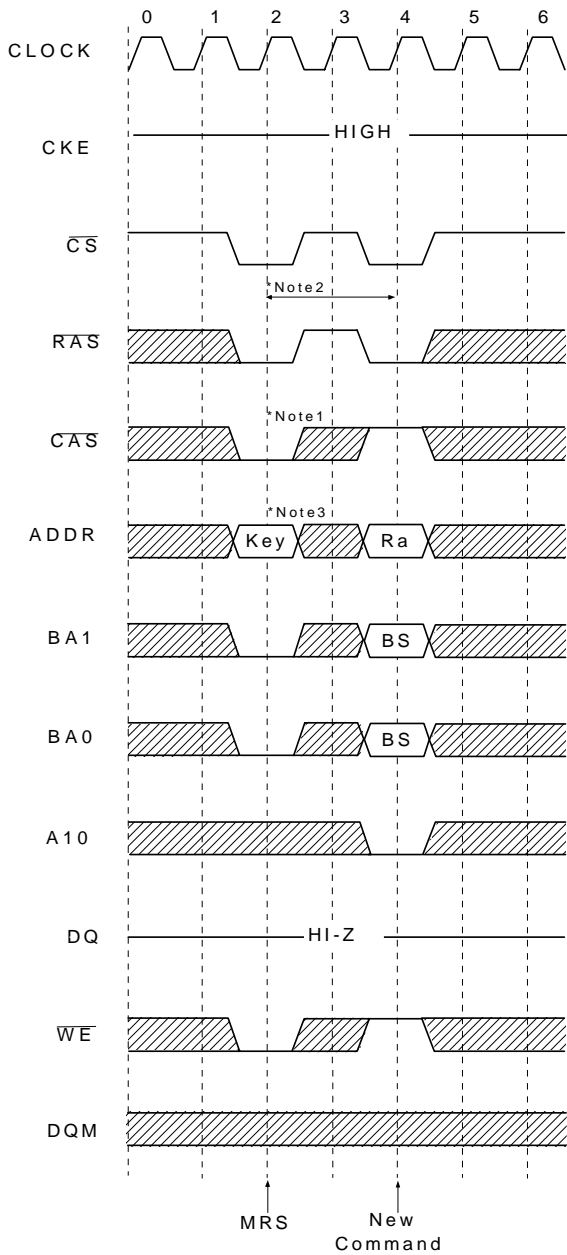 0 1 2 3 4 5 6
CLOCK
CKE HIGH
CS
*Note2
RAS
*Note1
CAS
*Note3
ADDR Key Ra
BA1 BS
BA0 BS
A10
DQ HI-Z
WE
DQM
MRS New
Command